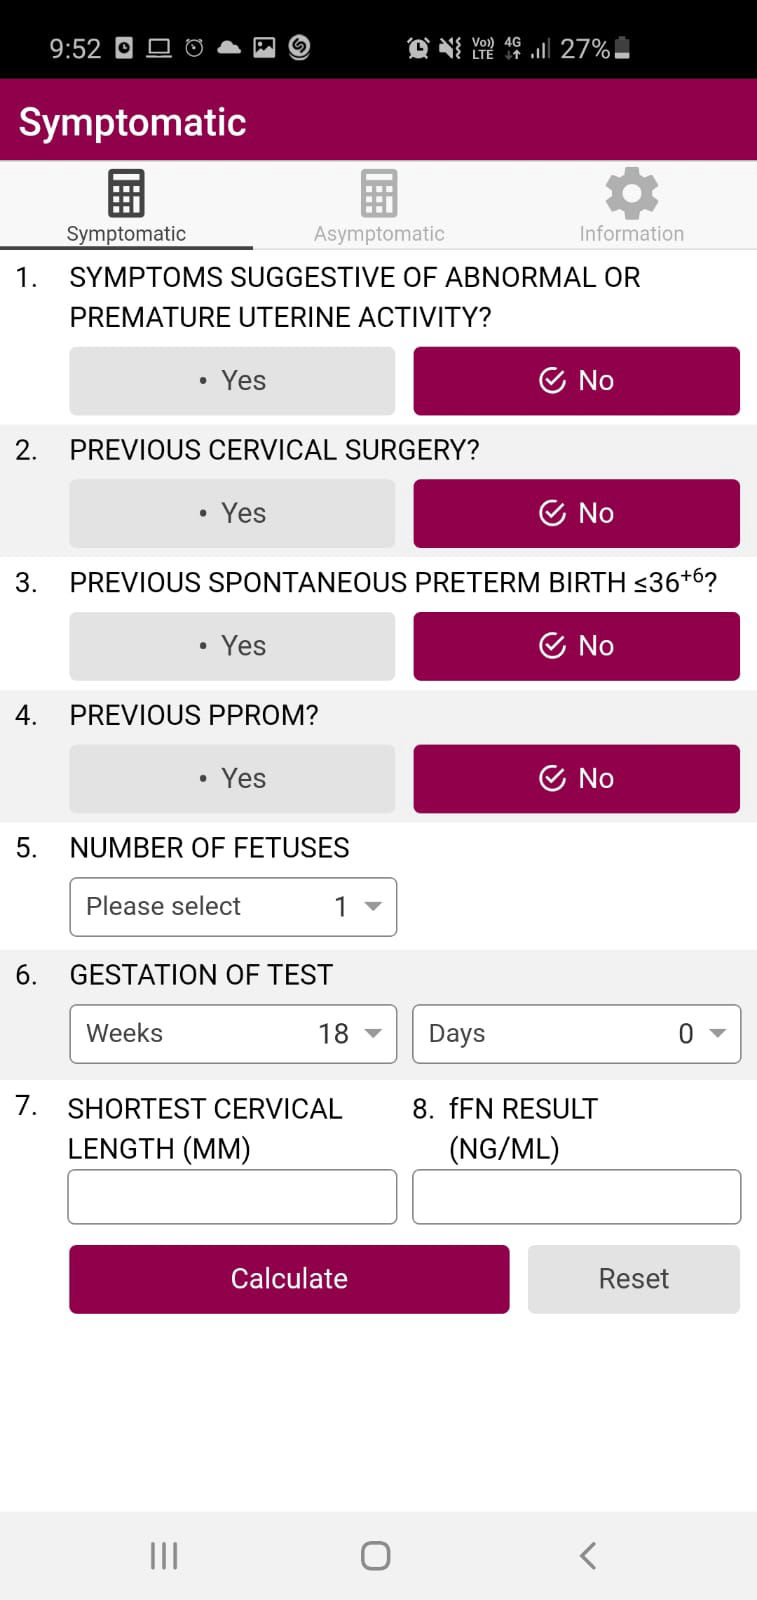 9:52 Vo)) LTE 4G 27%
Symptomatic
Symptomatic Asymptomatic Information
1. SYMPTOMS SUGGESTIVE OF ABNORMAL OR
PREMATURE UTERINE ACTIVITY?
• Yes No
2. PREVIOUS CERVICAL SURGERY?
• Yes No
3. PREVIOUS SPONTANEOUS PRETERM BIRTH ≤36⁺⁶?
• Yes No
4. PREVIOUS PPROM?
• Yes No
5. NUMBER OF FETUSES
Please select 1
6. GESTATION OF TEST
Weeks 18 Days 0
7. SHORTEST CERVICAL
LENGTH (MM)
8. fFN RESULT
(NG/ML)
Calculate Reset